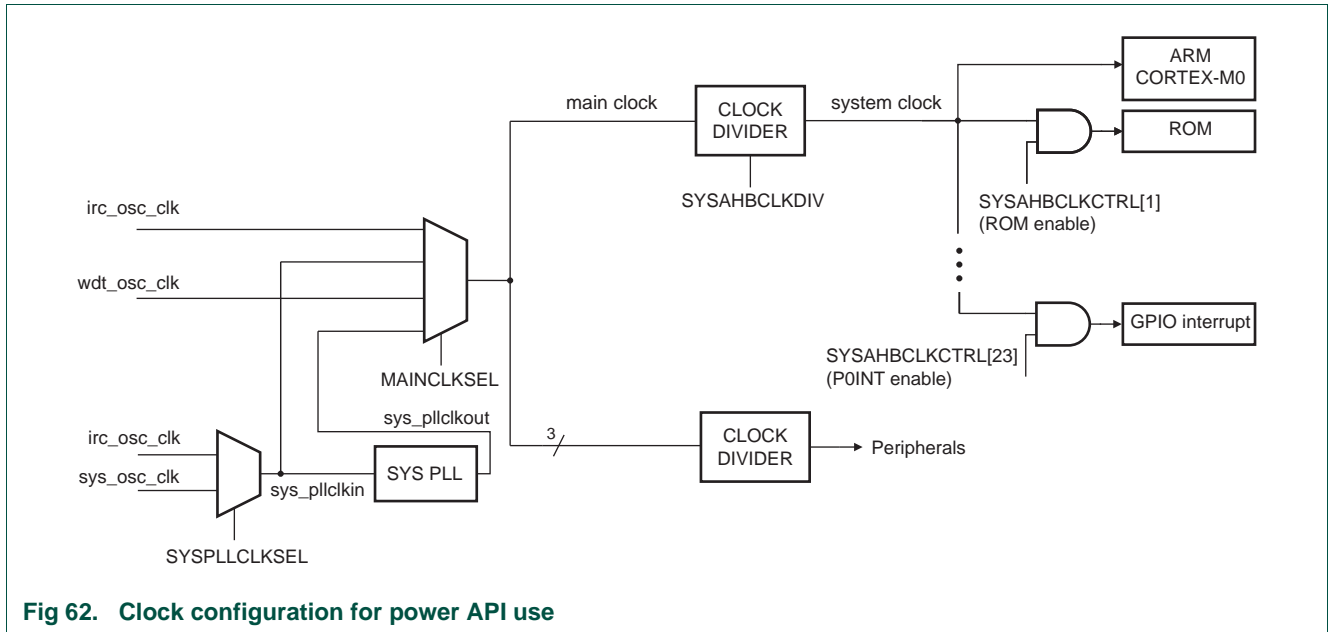 ARM
CORTEX-M0
main clock
CLOCK
DIVIDER
system clock
ROM
SYSAHBCLKDIV
SYSAHBCLKCTRL[1]
(ROM enable)
irc_osc_clk
wdt_osc_clk
MAINCLKSEL
GPIO interrupt
SYSAHBCLKCTRL[23]
(P0INT enable)
sys_pllclkout
irc_osc_clk
sys_osc_clk
sys_pllclkin
SYS PLL
3
CLOCK
DIVIDER
Peripherals
SYSPLLCLKSEL
Fig 62. Clock configuration for power API use